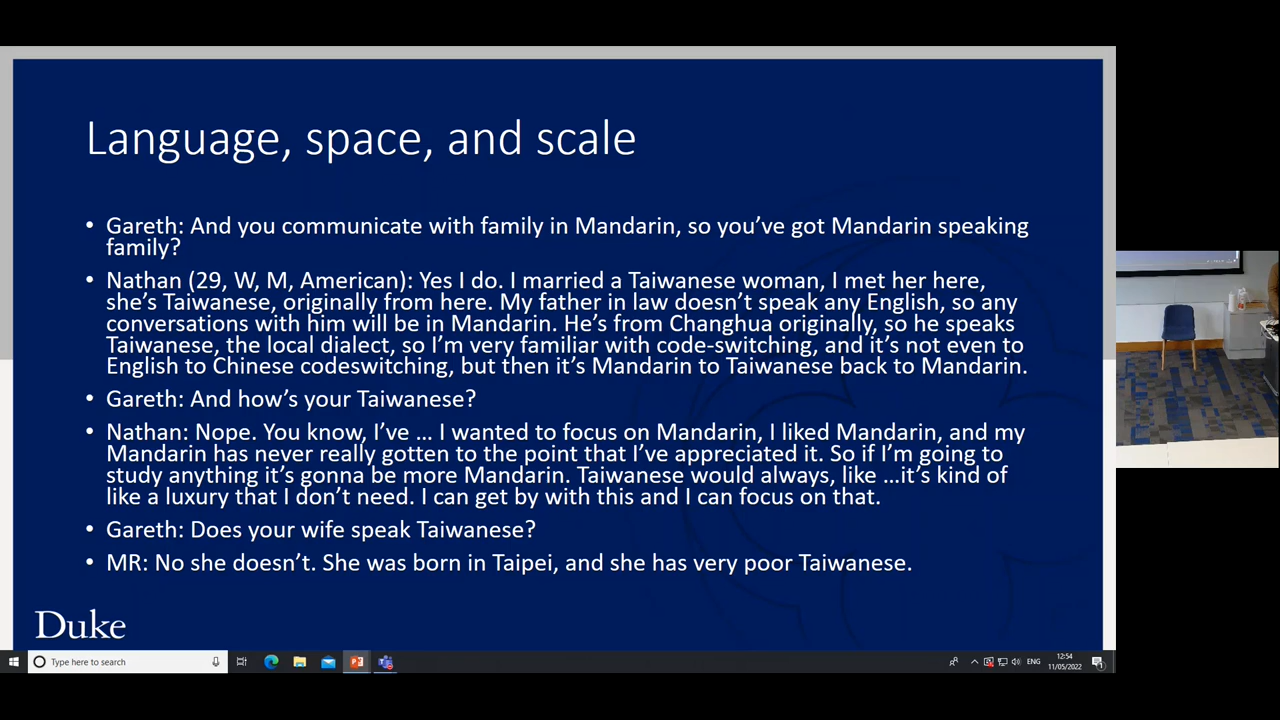 Language, space, and scale
• Gareth: And you communicate with family in Mandarin, so you’ve got Mandarin speaking
family?
• Nathan (29, W, M, American): Yes I do. I married a Taiwanese woman, I met her here,
she’s Taiwanese, originally from here. My father in law doesn’t speak any English, so any
conversations with him will be in Mandarin. He’s from Changhua originally, so he speaks
Taiwanese, the local dialect, so I’m very familiar with code-switching, and it’s not even to
English to Chinese codeswitching, but then it’s Mandarin to Taiwanese back to Mandarin.
• Gareth: And how’s your Taiwanese?
• Nathan: Nope. You know, I’ve … I wanted to focus on Mandarin, I liked Mandarin, and my
Mandarin has never really gotten to the point that I’ve appreciated it. So if I’m going to
study anything it’s gonna be more Mandarin. Taiwanese would always, like …it’s kind of
like a luxury that I don’t need. I can get by with this and I can focus on that.
• Gareth: Does your wife speak Taiwanese?
• MR: No she doesn’t. She was born in Taipei, and she has very poor Taiwanese.
Duke
Type here to search
ENG
12:54
11/05/2022